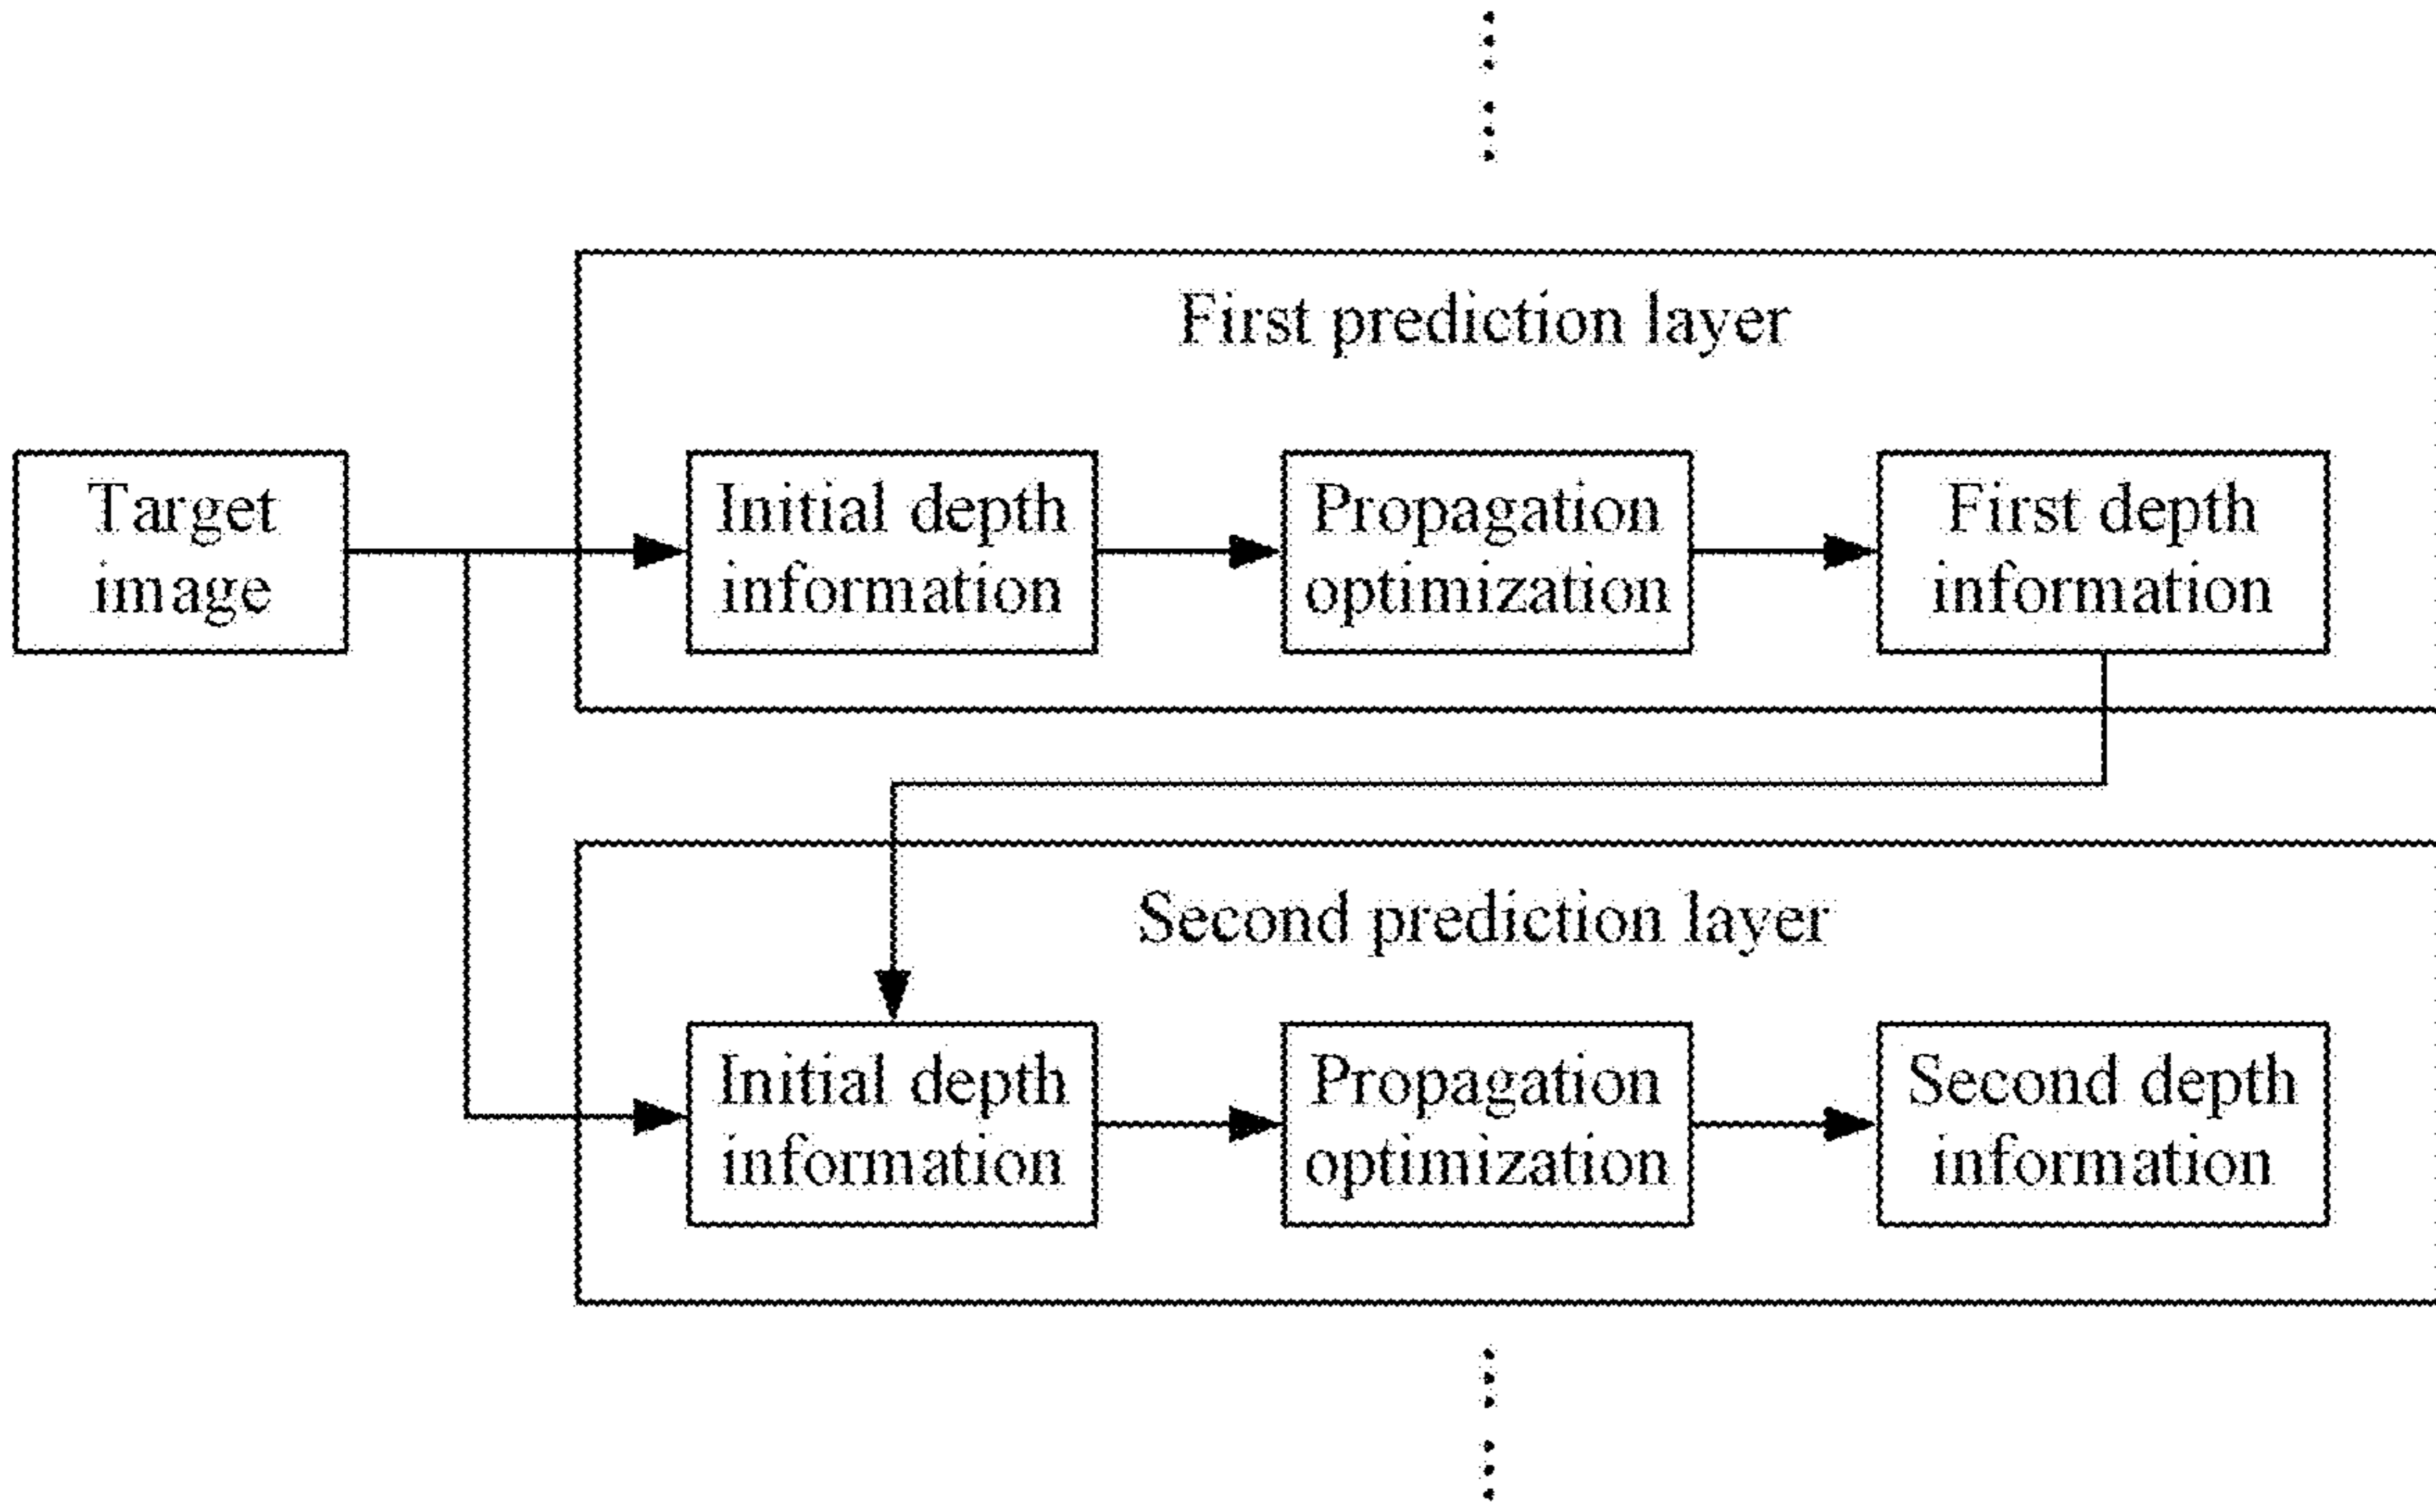 First prediction layer
Target
image
Initial depth
information
Propagation
optimization
First depth
information
Second prediction layer
Initial depth
information
Propagation
optimization
Second depth
information